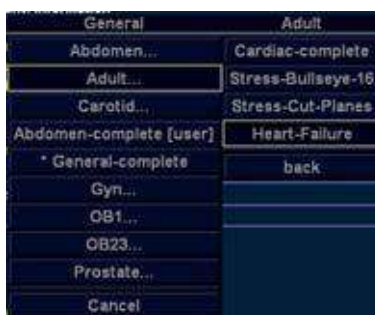 General
Abdomen...
Adult...
Carotid...
Abdomen-complete [user]
* General-complete
Gyn...
OB1...
OB23...
Prostate...
Cancel
Adult
Cardiac-complete
Stress-Bullseye-16
Stress-Cut-Planes
Heart-Failure
back